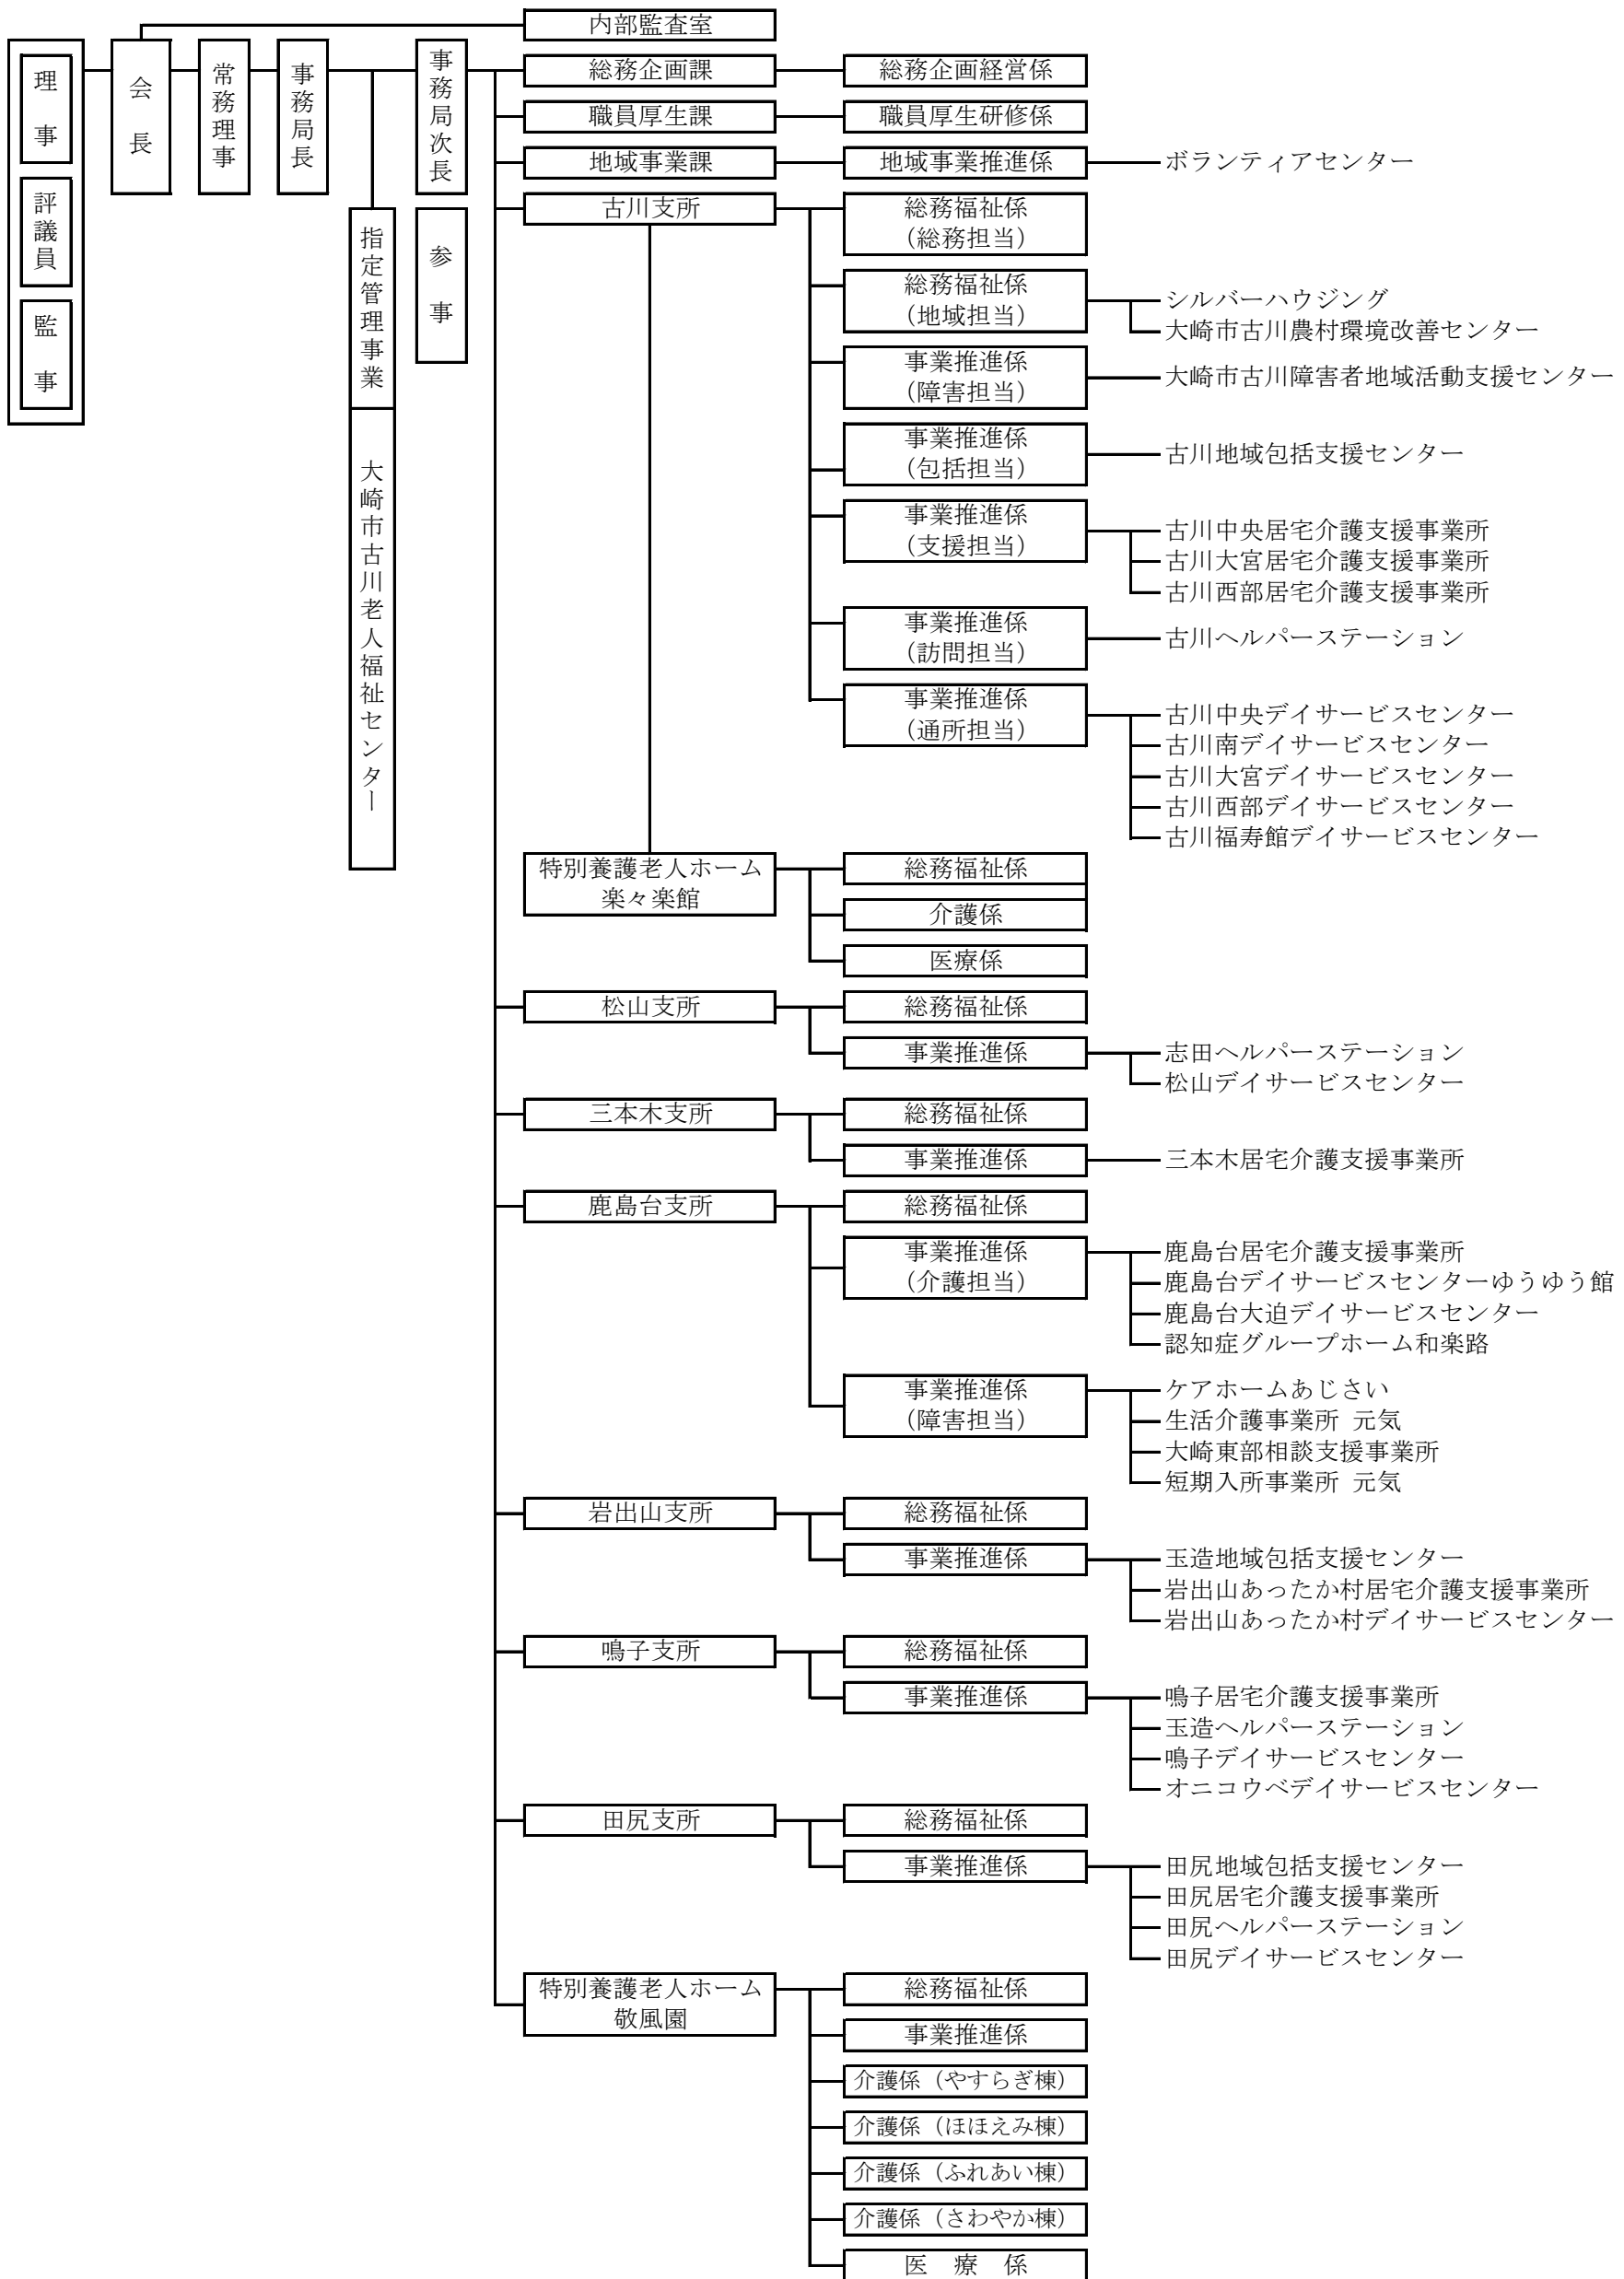 内部監査室
理事
評議員
監事
会長
常務理事
事務局長
事務局次長
参事
指定管理事業
大崎市古川老人福祉センター
総務企画課
総務企画経営係
職員厚生課
職員厚生研修係
地域事業課
地域事業推進係
ボランティアセンター
古川支所
総務福祉係
（総務担当）
総務福祉係
（地域担当）
シルバーハウジング
大崎市古川農村環境改善センター
事業推進係
（障害担当）
大崎市古川障害者地域活動支援センター
事業推進係
（包括担当）
古川地域包括支援センター
事業推進係
（支援担当）
古川中央居宅介護支援事業所
古川大宮居宅介護支援事業所
古川西部居宅介護支援事業所
事業推進係
（訪問担当）
古川ヘルパーステーション
事業推進係
（通所担当）
古川中央デイサービスセンター
古川南デイサービスセンター
古川大宮デイサービスセンター
古川西部デイサービスセンター
古川福寿館デイサービスセンター
特別養護老人ホーム
楽々楽館
総務福祉係
介護係
医療係
松山支所
総務福祉係
事業推進係
志田ヘルパーステーション
松山デイサービスセンター
三本木支所
総務福祉係
事業推進係
三本木居宅介護支援事業所
鹿島台支所
総務福祉係
事業推進係
（介護担当）
鹿島台居宅介護支援事業所
鹿島台デイサービスセンターゆうゆう館
鹿島台大迫デイサービスセンター
認知症グループホーム和楽路
事業推進係
（障害担当）
ケアホームあじさい
生活介護事業所 元気
大崎東部相談支援事業所
短期入所事業所 元気
岩出山支所
総務福祉係
事業推進係
玉造地域包括支援センター
岩出山あったか村居宅介護支援事業所
岩出山あったか村デイサービスセンター
鳴子支所
総務福祉係
事業推進係
鳴子居宅介護支援事業所
玉造ヘルパーステーション
鳴子デイサービスセンター
オニコウベデイサービスセンター
田尻支所
総務福祉係
事業推進係
田尻地域包括支援センター
田尻居宅介護支援事業所
田尻ヘルパーステーション
田尻デイサービスセンター
特別養護老人ホーム
敬風園
総務福祉係
事業推進係
介護係（やすらぎ棟）
介護係（ほほえみ棟）
介護係（ふれあい棟）
介護係（さわやか棟）
医　療　係